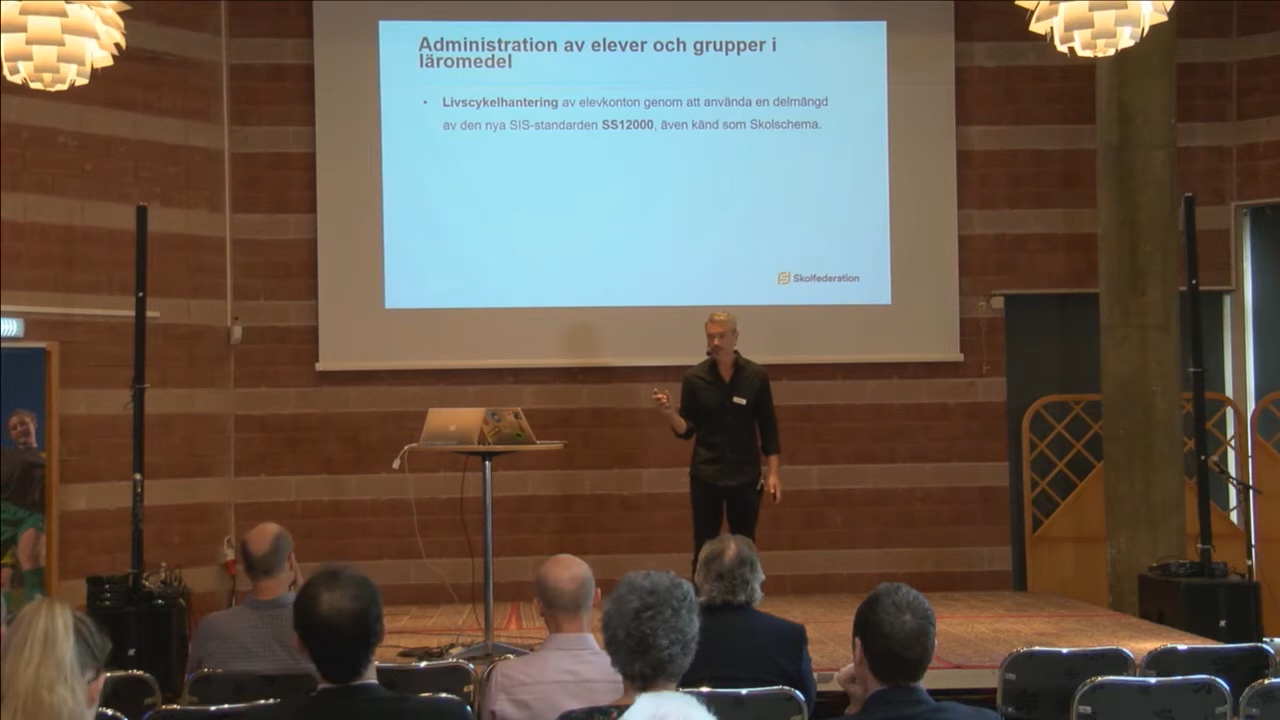 Administration av elever och grupper i
läromedel
• Livscykelhantering av elevkonton genom att använda en delmängd
av den nya SIS-standarden SS12000, även känd som Skolschema.
Skolfederation